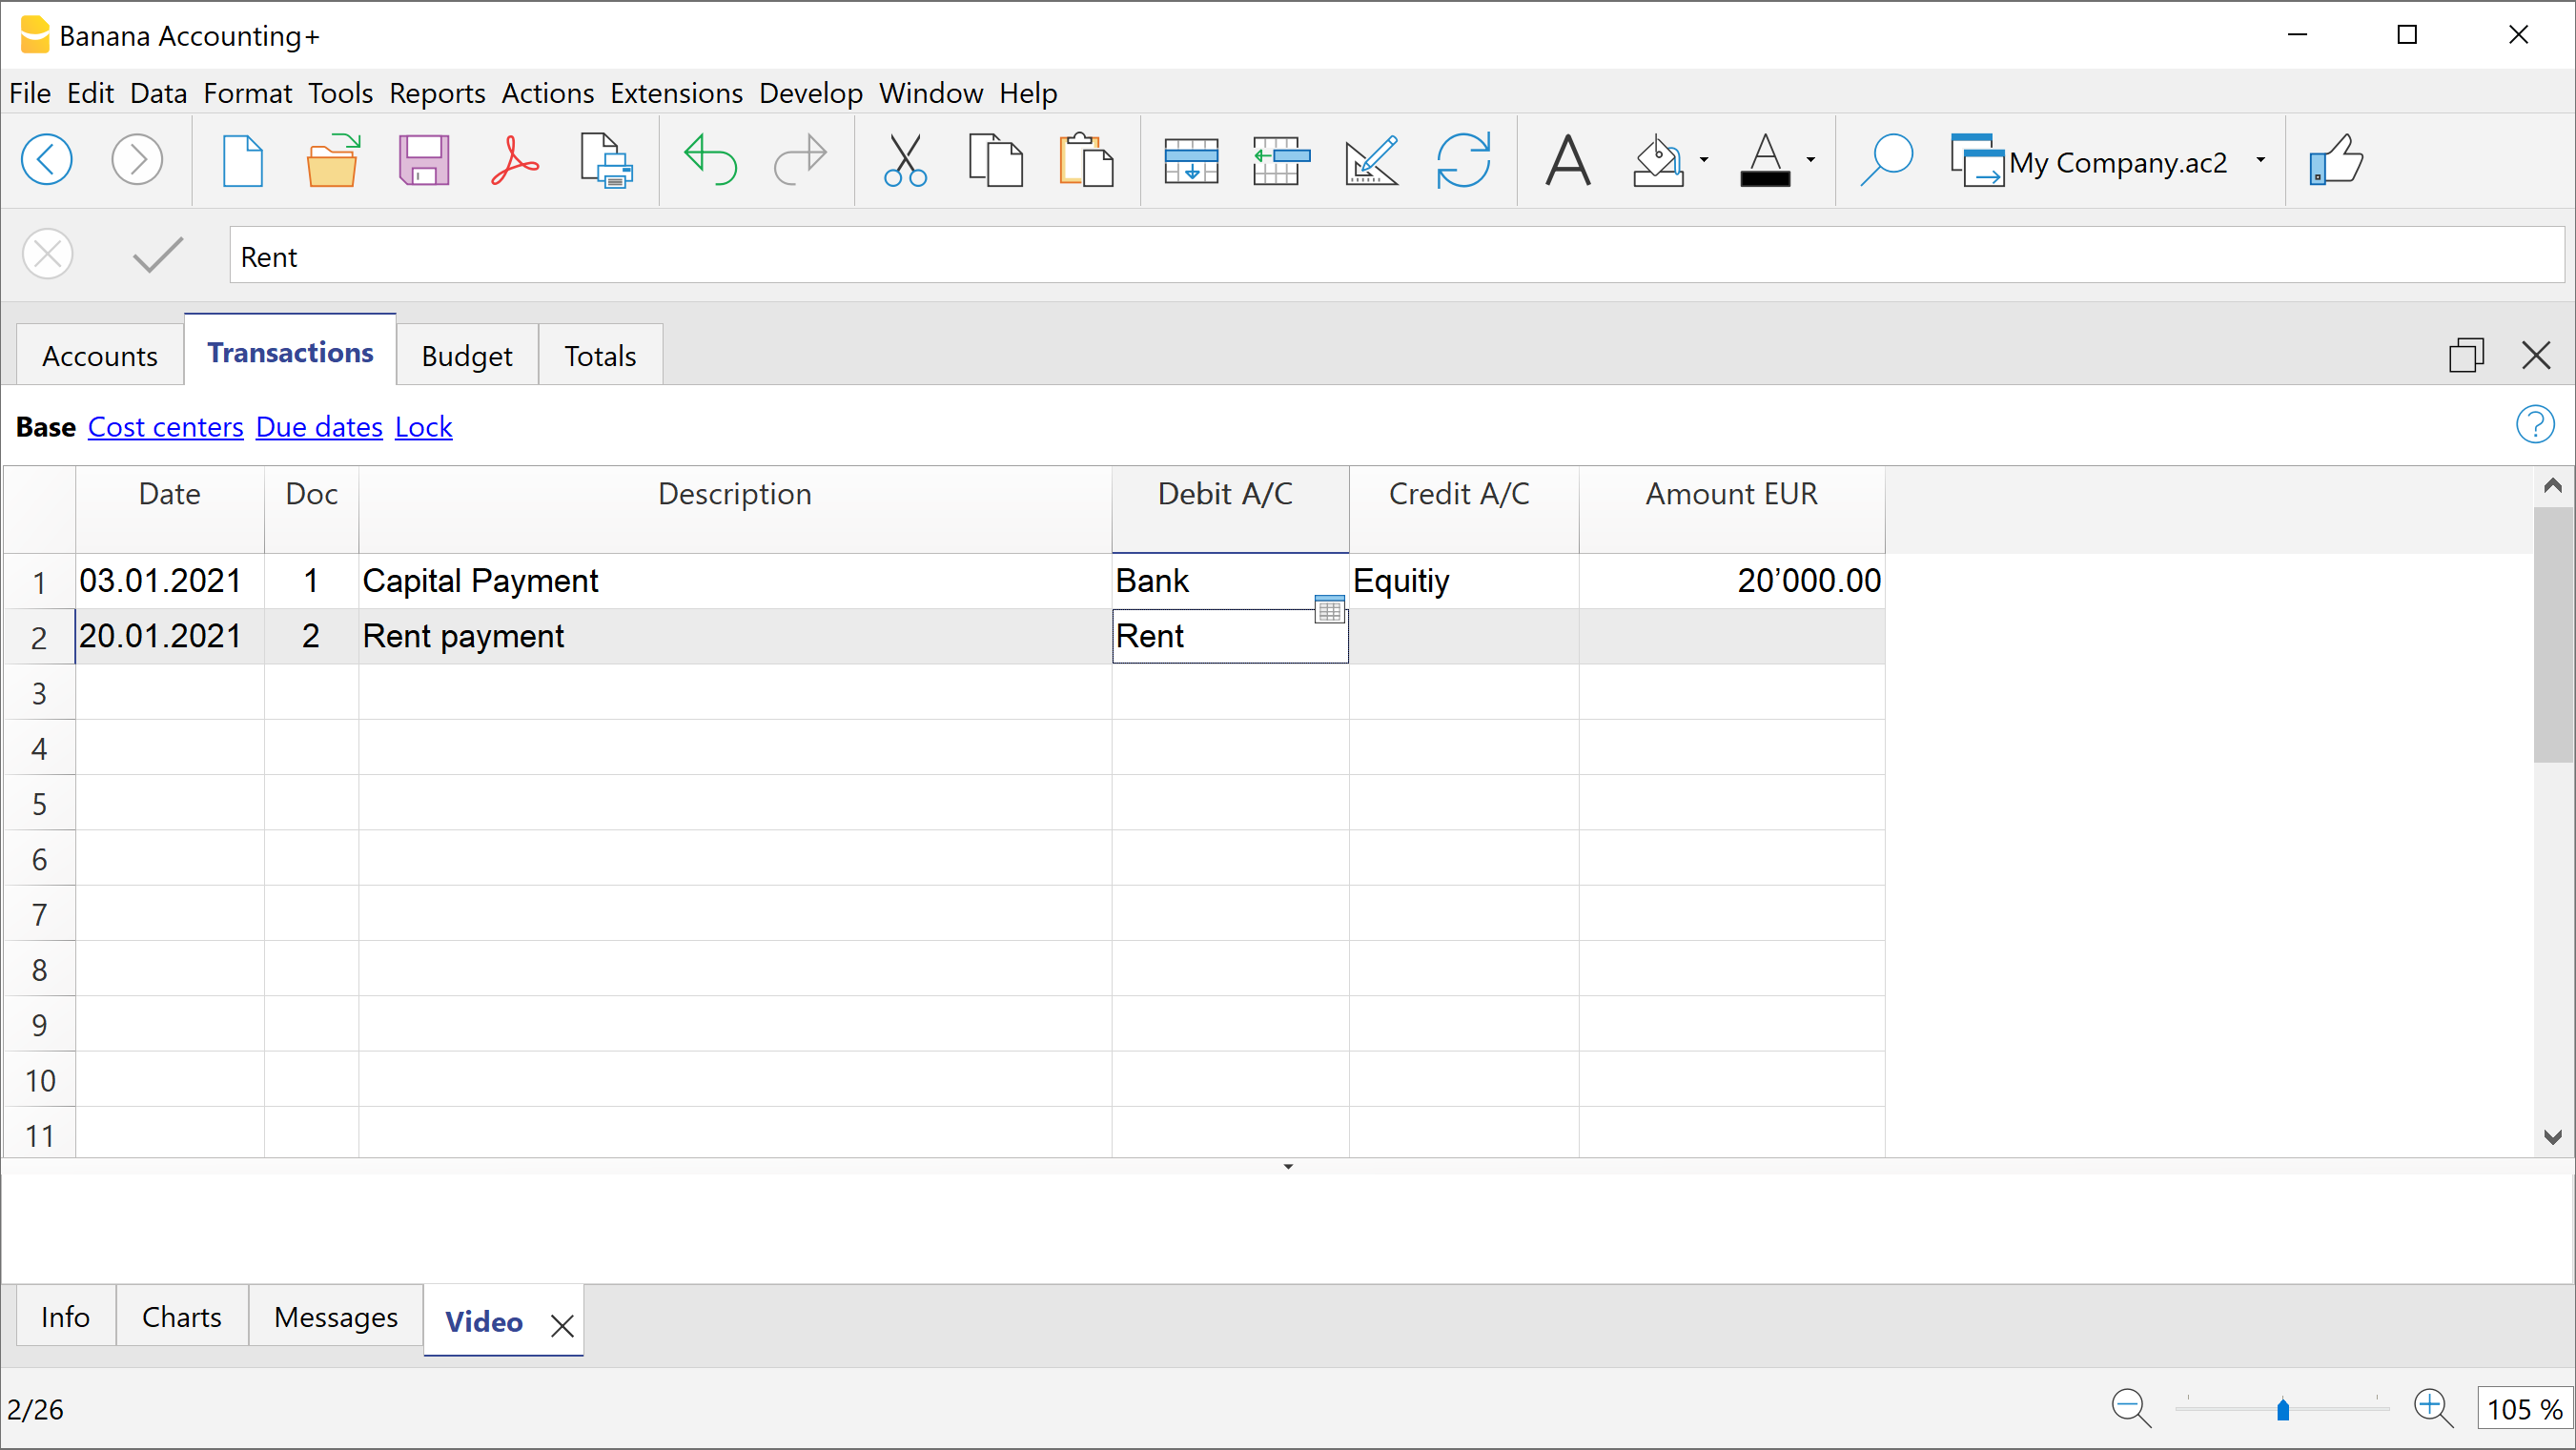 Banana Accounting+
File Edit Data Format Tools Reports Actions Extensions Develop Window Help
My Company.ac2
Rent
Accounts Transactions Budget Totals
Base Cost centers Due dates Lock
Date Doc Description Debit A/C Credit A/C Amount EUR
1 03.01.2021 1 Capital Payment Bank Equitiy 20’000.00
2 20.01.2021 2 Rent payment Rent
3
4
5
6
7
8
9
10
11
Info Charts Messages Video
2/26 105 %